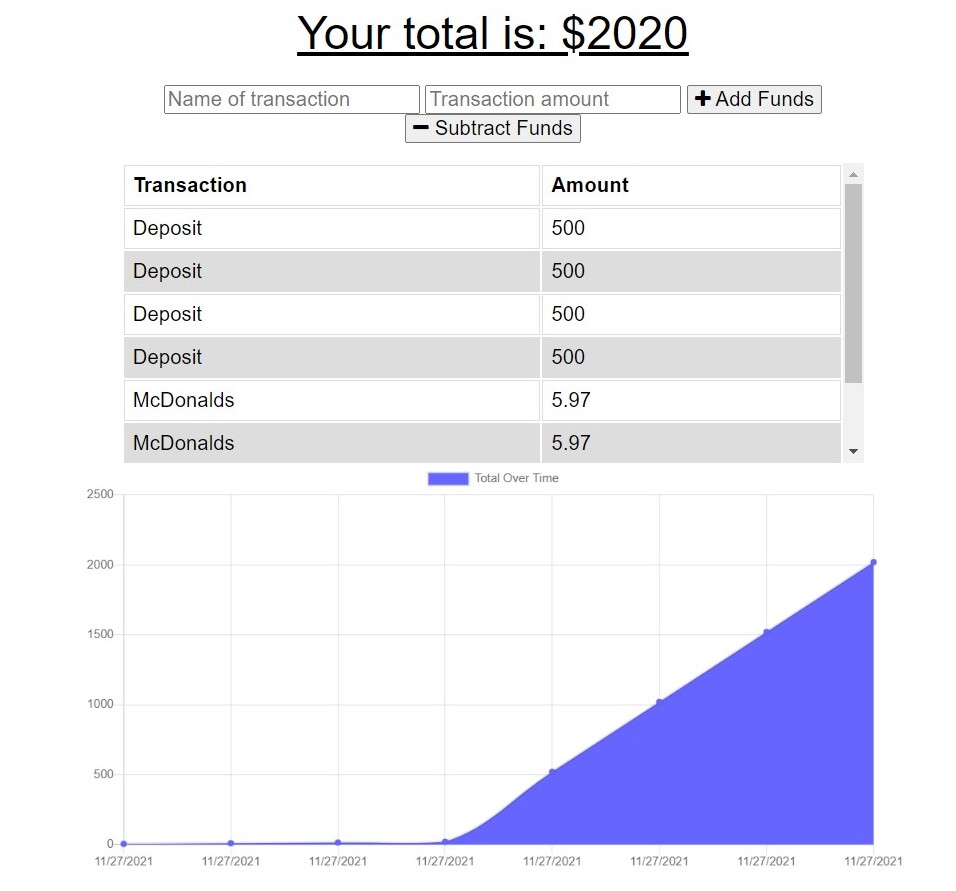 Your total is: $2020
Name of transaction Transaction amount + Add Funds
− Subtract Funds
Transaction Amount
Deposit 500
Deposit 500
Deposit 500
Deposit 500
McDonalds 5.97
McDonalds 5.97
Total Over Time
2500
2000
1500
1000
500
0
11/27/2021 11/27/2021 11/27/2021 11/27/2021 11/27/2021 11/27/2021 11/27/2021 11/27/2021